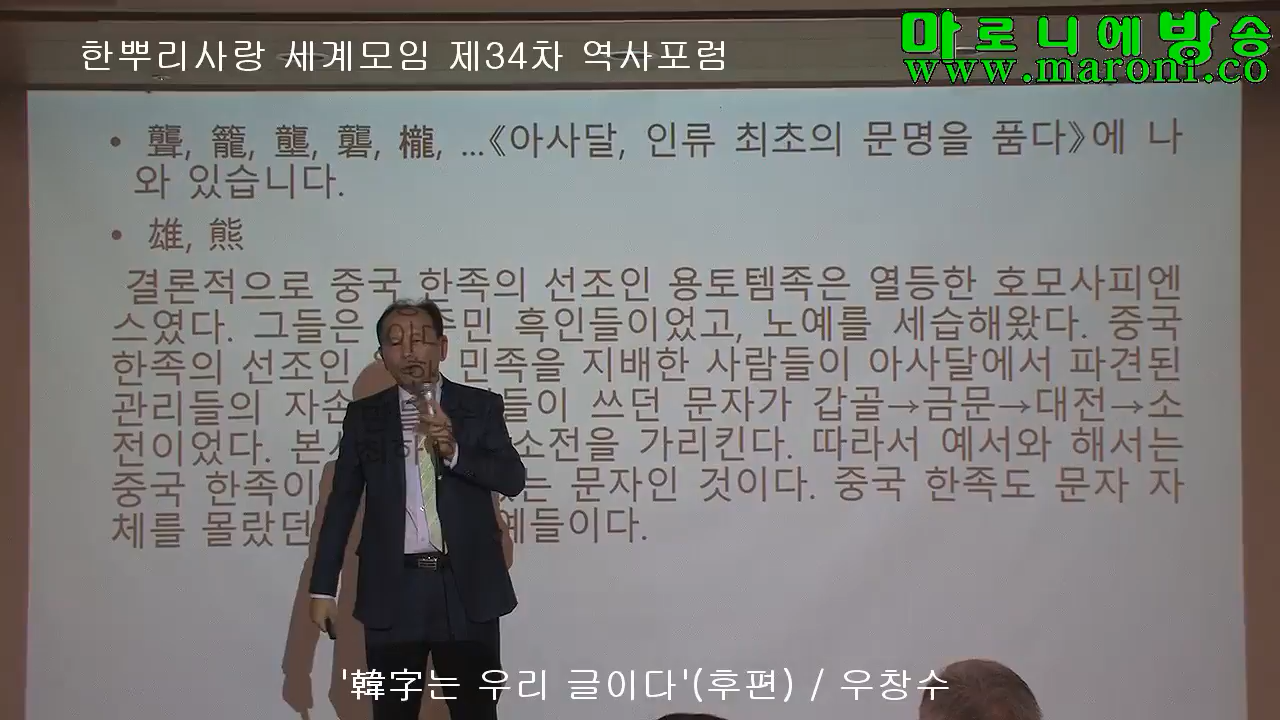 한뿌리사랑 세계모임 제34차 역사포럼
마로니에방송
www.maroni.co
• 聾, 籠, 壟, 礱, 櫳, ...《아사달, 인류 최초의 문명을 품다》에 나
와 있습니다.
• 雄, 熊
결론적으로 중국 한족의 선조인 용토템족은 열등한 호모사피엔
스였다. 그들은 주민 흑인들이었고, 노예를 세습해왔다. 중국
한족의 선조인 민족을 지배한 사람들이 아사달에서 파견된
관리들의 자손 들이 쓰던 문자가 갑골→금문→대전→소
전이었다. 소전을 가리킨다. 따라서 예서와 해서는
중국 한족이 는 문자인 것이다. 중국 한족도 문자 자
체를 몰랐던 예들이다.
'韓字는 우리 글이다'(후편) / 우창수